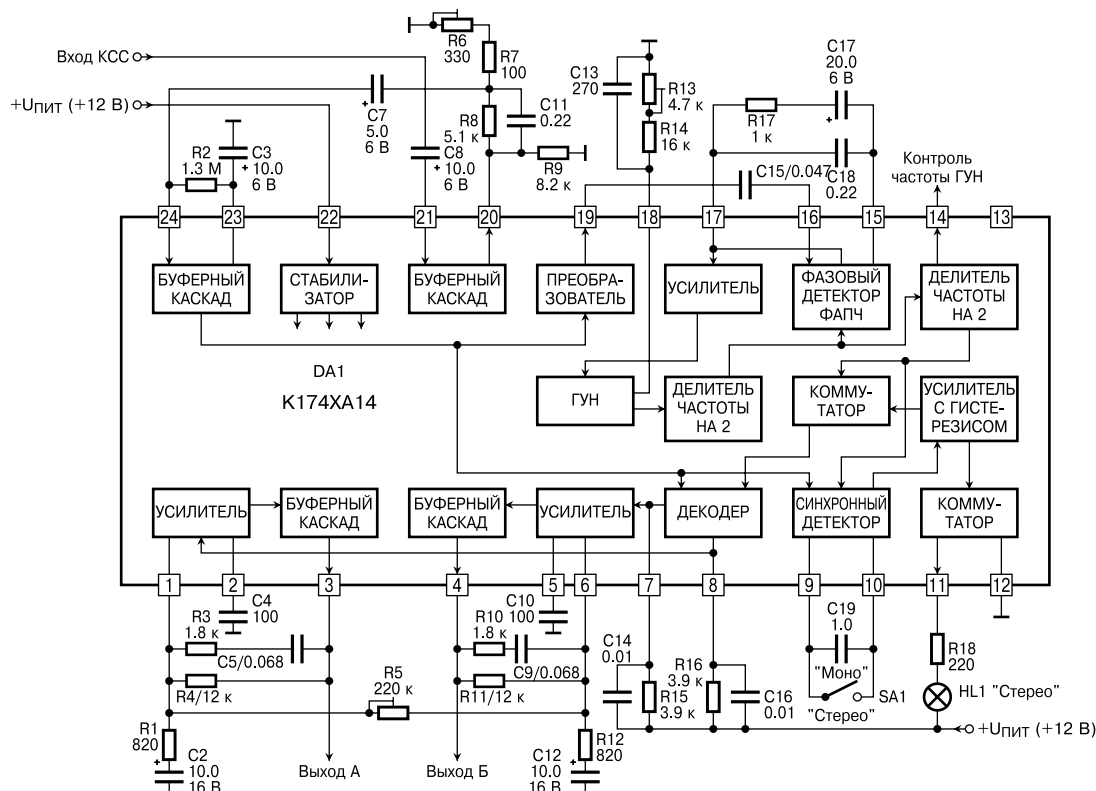 Вход КСС
+Uпит (+12 В)
R6
330
R7
100
C7
5.0
6 В
R8
5.1 к
C11
0.22
R9
8.2 к
C8
10.0
6 В
R2
1.3 М
C3
10.0
6 В
C13
270
R13
4.7 к
R14
16 к
C15/0.047
R17
1 к
C17
20.0
6 В
C18
0.22
Контроль
частоты ГУН
24
23
22
21
20
19
18
17
16
15
14
13
БУФЕРНЫЙ
КАСКАД
СТАБИЛИ-
ЗАТОР
БУФЕРНЫЙ
КАСКАД
ПРЕОБРА-
ЗОВАТЕЛЬ
УСИЛИТЕЛЬ
ФАЗОВЫЙ
ДЕТЕКТОР
ФАПЧ
ДЕЛИТЕЛЬ
ЧАСТОТЫ
НА 2
DA1
К174ХА14
ГУН
ДЕЛИТЕЛЬ
ЧАСТОТЫ
НА 2
КОММУ-
ТАТОР
УСИЛИТЕЛЬ
С ГИСТЕ-
РЕЗИСОМ
УСИЛИТЕЛЬ
БУФЕРНЫЙ
КАСКАД
БУФЕРНЫЙ
КАСКАД
УСИЛИТЕЛЬ
ДЕКОДЕР
СИНХРОННЫЙ
ДЕТЕКТОР
КОММУ-
ТАТОР
1
2
3
4
5
6
7
8
9
10
11
12
R3
1.8 к
C4
100
C5/0.068
R4/12 к
R5
220 к
R10
1.8 к
C10
100
C9/0.068
R11/12 к
R1
820
C2
10.0
16 В
Выход А
Выход Б
C12
10.0
16 В
R12
820
C14
0.01
R15
3.9 к
R16
3.9 к
C16
0.01
C19
1.0
"Моно"
"Стерео"
SA1
R18
220
HL1 "Стерео"
+Uпит (+12 В)